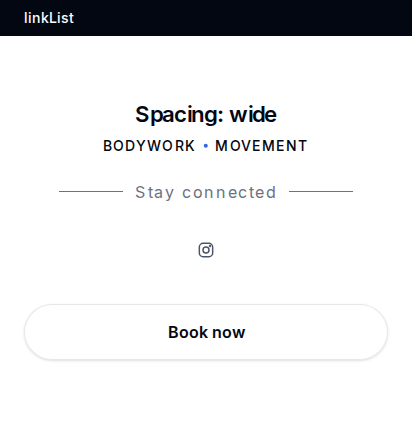 linkList
Spacing: wide
BODYWORK • MOVEMENT
Stay connected
Book now